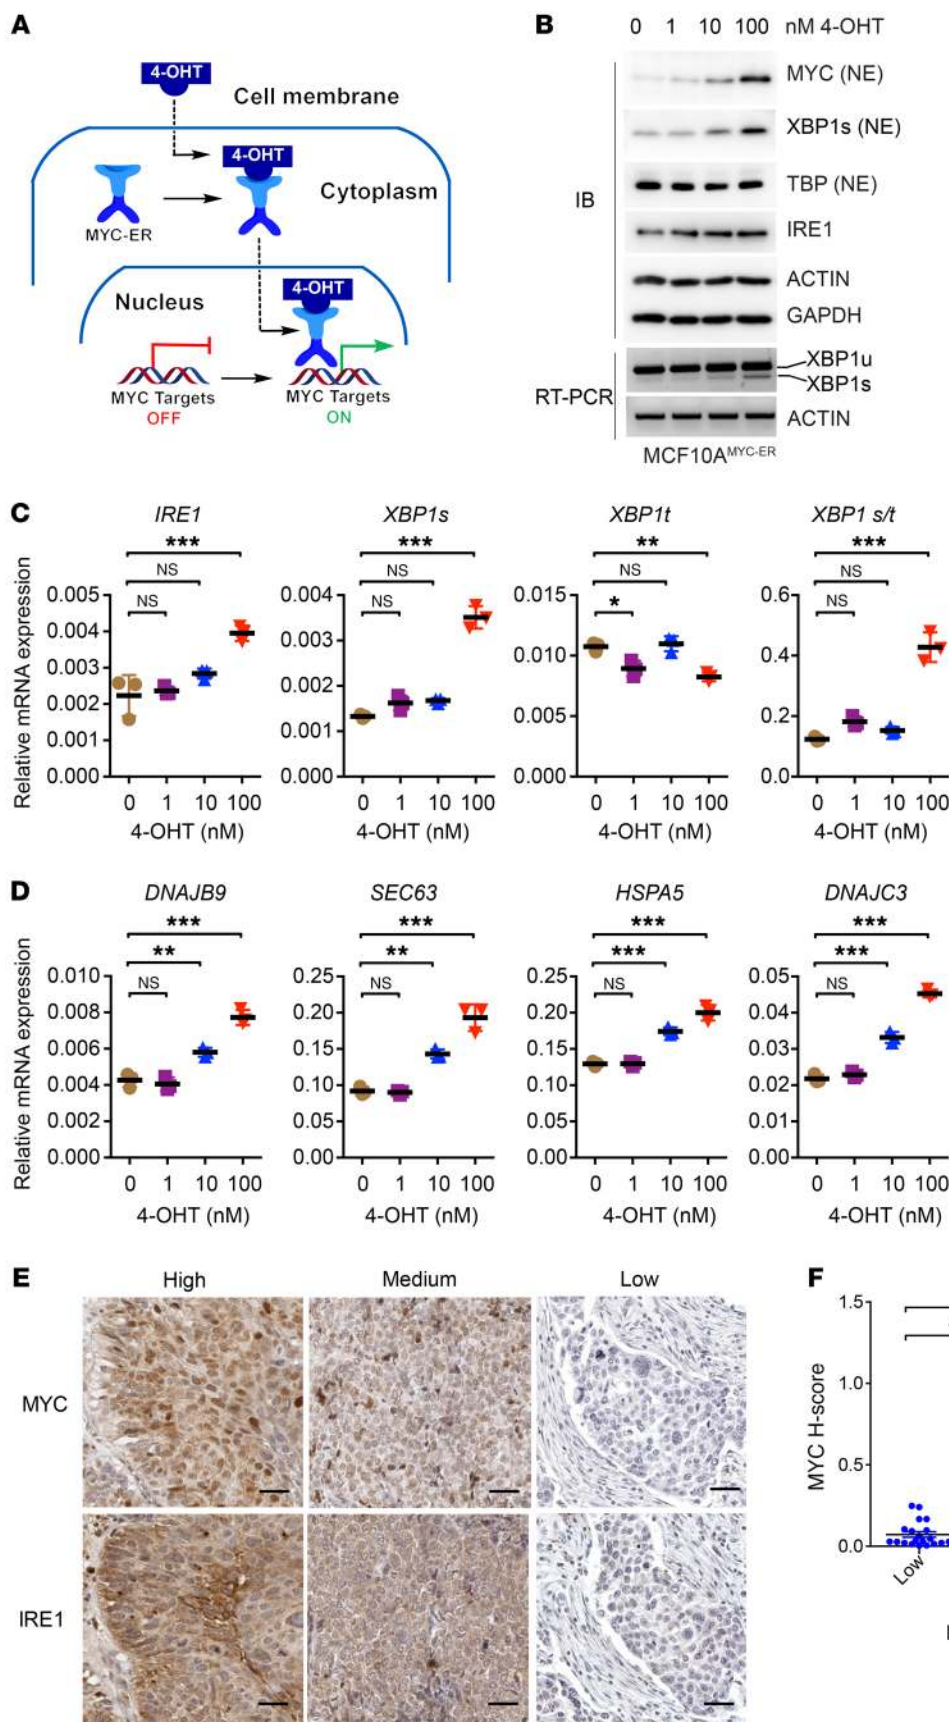 A
4-OHT
Cell membrane
4-OHT
Cytoplasm
MYC-ER
4-OHT
Nucleus
MYC Targets
OFF
MYC Targets
ON
B
0 1 10 100 nM 4-OHT
MYC (NE)
XBP1s (NE)
TBP (NE)
IB
IRE1
ACTIN
GAPDH
XBP1u
XBP1s
RT-PCR
ACTIN
MCF10A^MYC-ER
C
IRE1 XBP1s XBP1t XBP1 s/t
*** *** ** ***
NS NS NS NS
NS NS * NS
Relative mRNA expression
0.005 0.004 0.015
0.004 0.003 0.010 0.4
0.003 0.002 0.005 0.2
0.002 0.001 0.000 0.0
0.001 0.000
0.000
0 1 10 100 0 1 10 100 0 1 10 100 0 1 10 100
4-OHT (nM) 4-OHT (nM) 4-OHT (nM) 4-OHT (nM)
D
DNAJB9 SEC63 HSPA5 DNAJC3
*** *** *** ***
** ** *** ***
NS NS NS NS
Relative mRNA expression
0.010 0.25 0.25 0.05
0.008 0.20 0.20 0.04
0.006 0.15 0.15 0.03
0.004 0.10 0.10 0.02
0.002 0.05 0.05 0.01
0.000 0.00 0.00 0.00
0 1 10 100 0 1 10 100 0 1 10 100 0 1 10 100
4-OHT (nM) 4-OHT (nM) 4-OHT (nM) 4-OHT (nM)
E
High Medium Low
MYC
IRE1
F
MYC H-score
1.5
1.0
0.5
0.0
Low